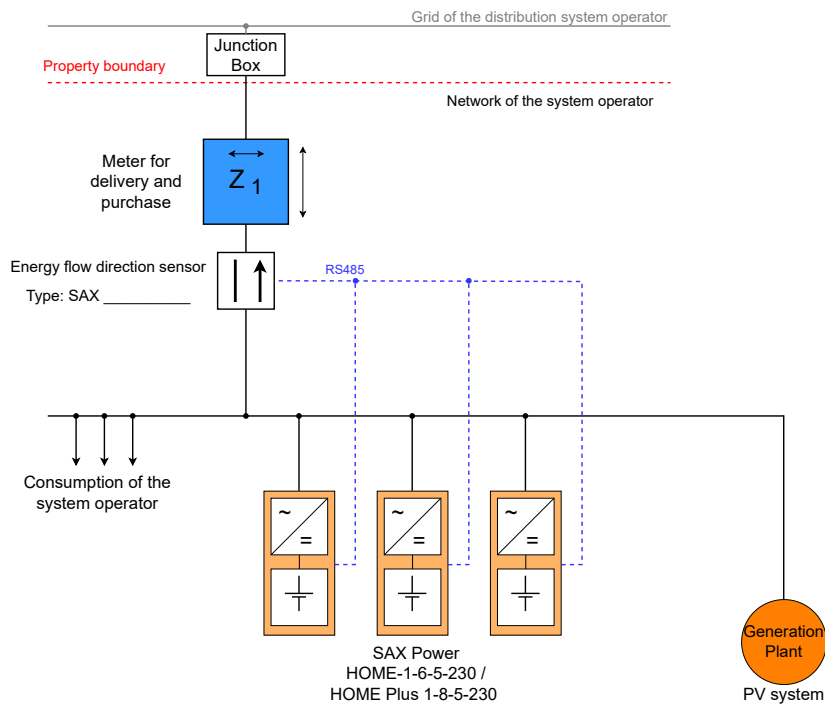 Grid of the distribution system operator
Junction
Box
Property boundary
Network of the system operator
Meter for
delivery and
purchase
Z 1
Energy flow direction sensor
Type: SAX __________
RS485
Consumption of the
system operator
~
=
~
=
~
=
SAX Power
HOME-1-6-5-230 /
HOME Plus 1-8-5-230
Generation
Plant
PV system